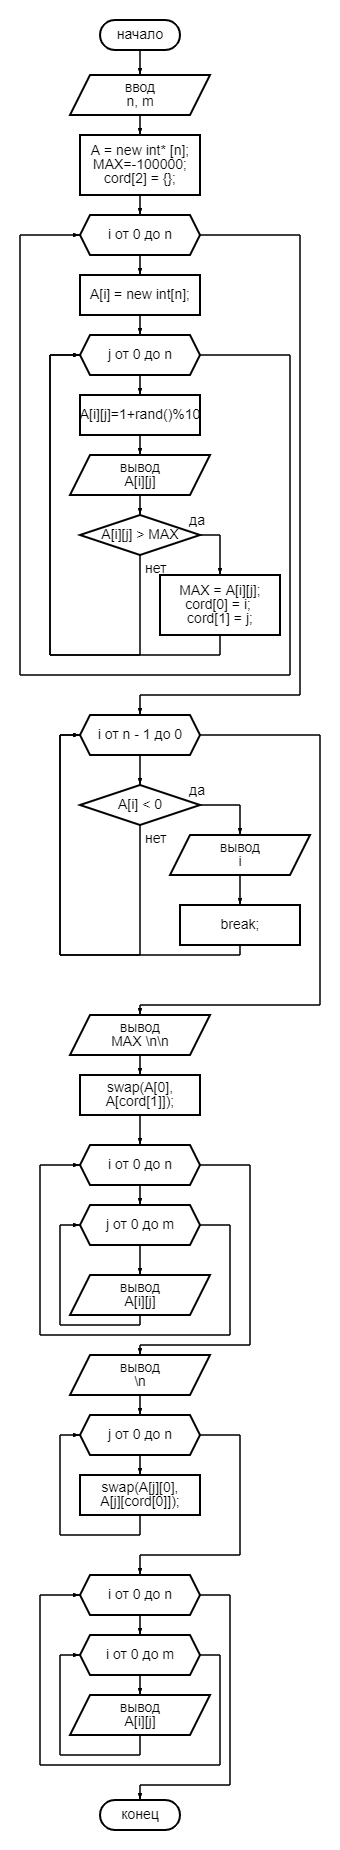 начало
ввод
n, m
A = new int* [n];
MAX=-100000;
cord[2] = {};
i от 0 до n
A[i] = new int[n];
j от 0 до n
A[i][j]=1+rand()%10
вывод
A[i][j]
A[i][j] > MAX
да
нет
MAX = A[i][j];
cord[0] = i;
cord[1] = j;
i от n - 1 до 0
A[i] < 0
да
нет
вывод
i
break;
вывод
MAX \n\n
swap(A[0],
A[cord[1]]);
i от 0 до n
j от 0 до m
вывод
A[i][j]
вывод
\n
j от 0 до n
swap(A[j][0],
A[j][cord[0]]);
i от 0 до n
i от 0 до m
вывод
A[i][j]
конец